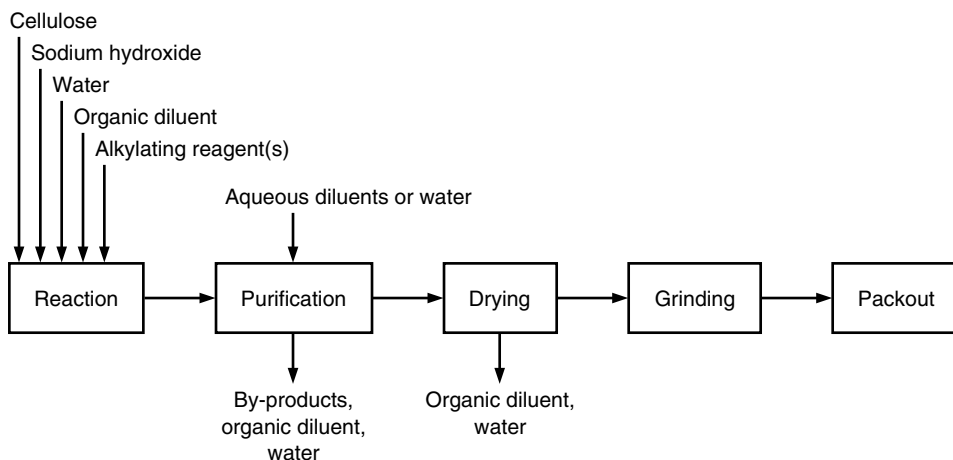 Cellulose
Sodium hydroxide
Water
Organic diluent
Alkylating reagent(s)
Aqueous diluents or water
Reaction
Purification
Drying
Grinding
Packout
By-products,
organic diluent,
water
Organic diluent,
water